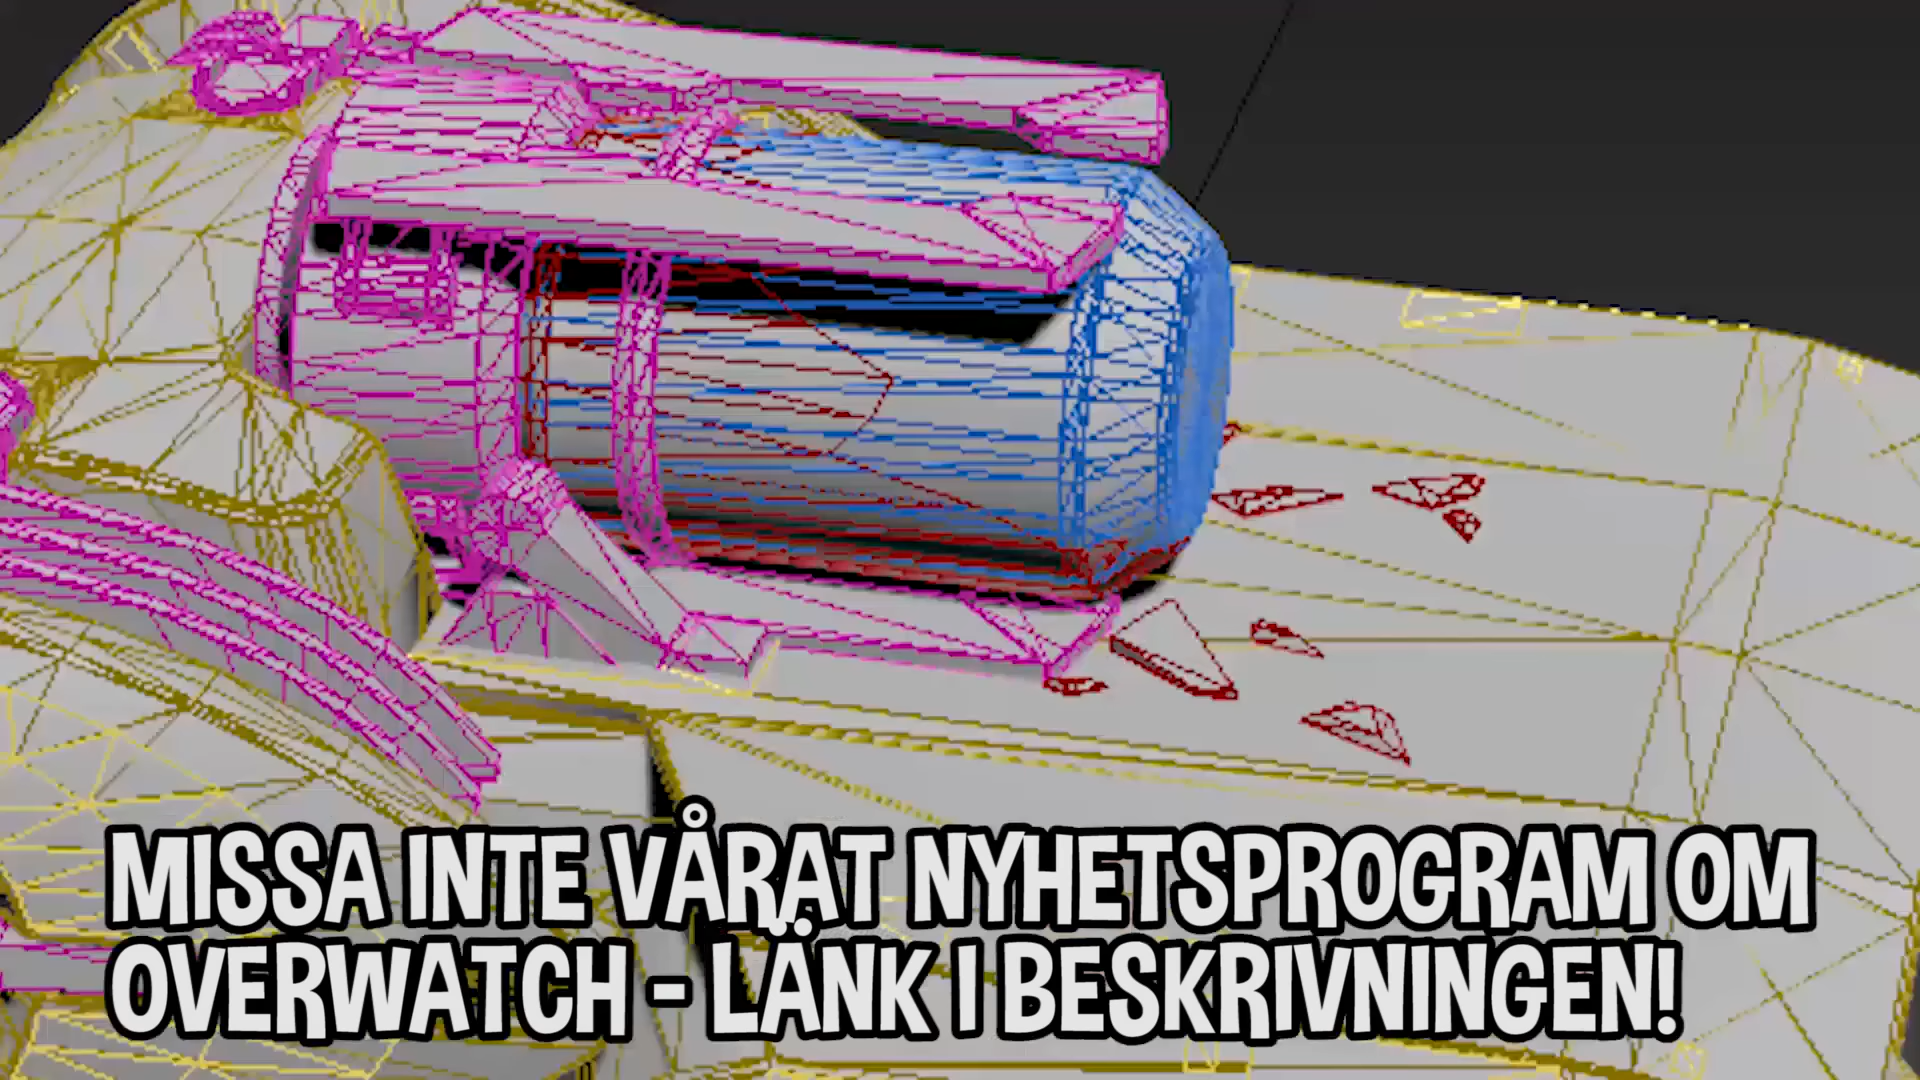 MISSA INTE VÅRAT NYHETSPROGRAM OM
OVERWATCH - LÄNK I BESKRIVNINGEN!